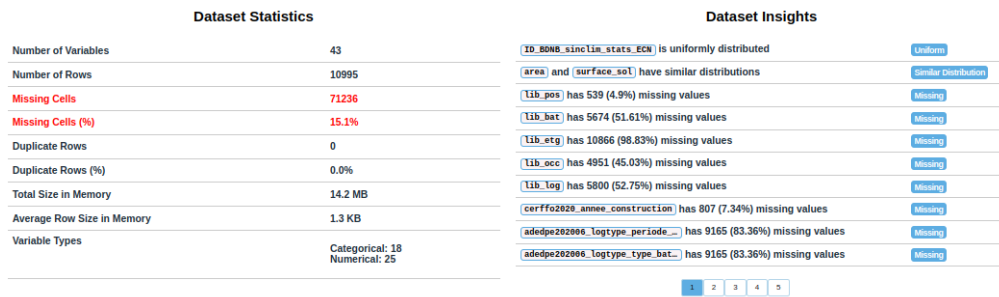 Dataset Statistics
Number of Variables 43
Number of Rows 10995
Missing Cells 71236
Missing Cells (%) 15.1%
Duplicate Rows 0
Duplicate Rows (%) 0.0%
Total Size in Memory 14.2 MB
Average Row Size in Memory 1.3 KB
Variable Types
Categorical: 18
Numerical: 25
Dataset Insights
ID_BDNB_sinclim_stats_ECN is uniformly distributed Uniform
area and surface_sol have similar distributions Similar Distribution
lib_pos has 539 (4.9%) missing values Missing
lib_bat has 5674 (51.61%) missing values Missing
lib_etg has 10866 (98.83%) missing values Missing
lib_occ has 4951 (45.03%) missing values Missing
lib_log has 5800 (52.75%) missing values Missing
cerffo2020_annee_construction has 807 (7.34%) missing values Missing
adedpe202006_logtype_periode_… has 9165 (83.36%) missing values Missing
adedpe202006_logtype_type_bat… has 9165 (83.36%) missing values Missing
1 2 3 4 5